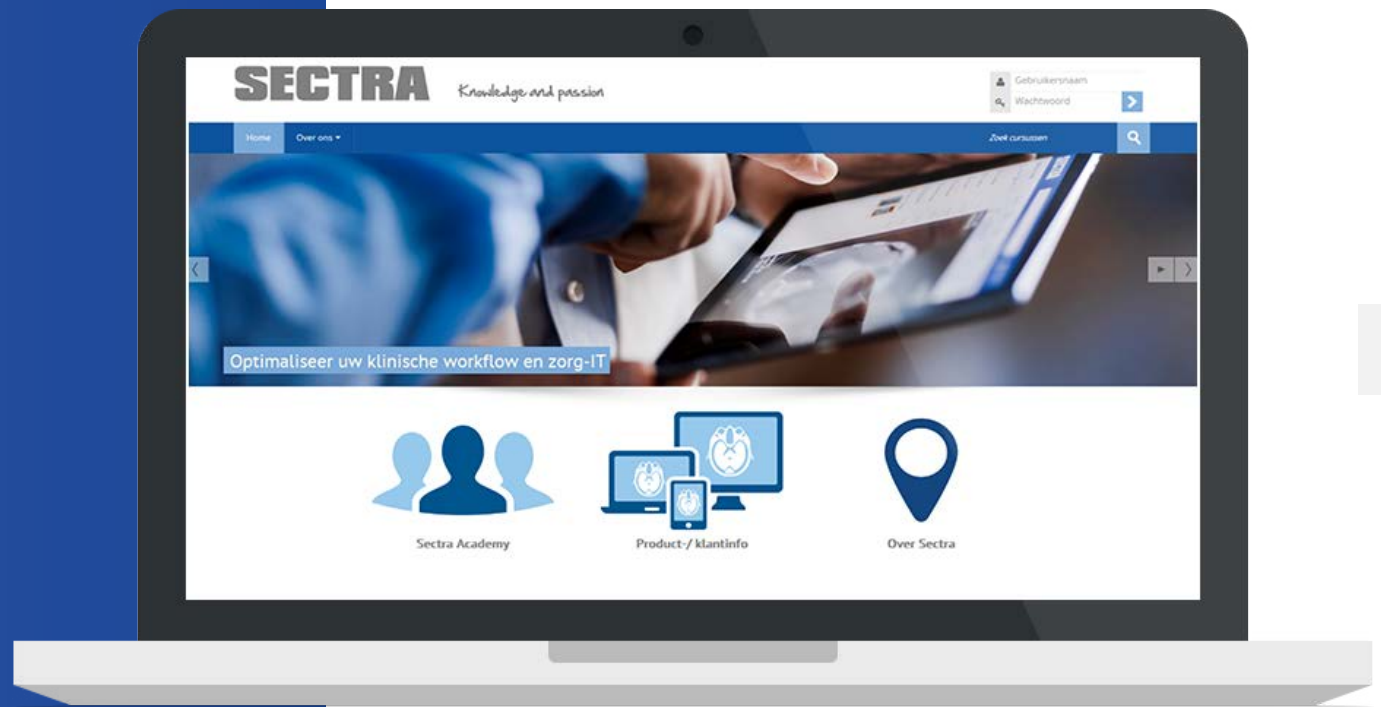 SECTRA
Knowledge and passion
Gebruikersnaam
Wachtwoord
Home
Over ons
Zoek cursussen
Optimaliseer uw klinische workflow en zorg-IT
Sectra Academy
Product-/ klantinfo
Over Sectra